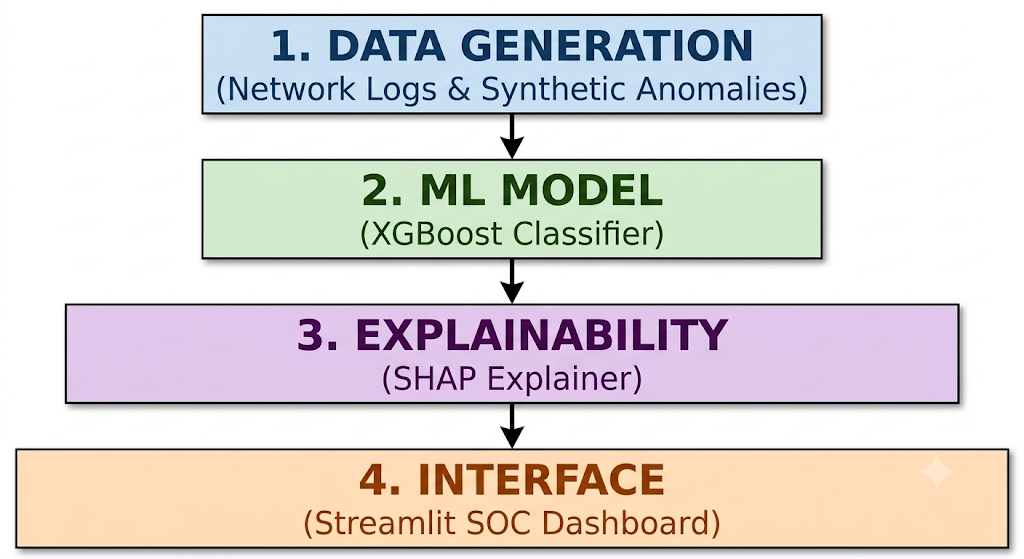 1. DATA GENERATION
(Network Logs & Synthetic Anomalies)
2. ML MODEL
(XGBoost Classifier)
3. EXPLAINABILITY
(SHAP Explainer)
4. INTERFACE
(Streamlit SOC Dashboard)